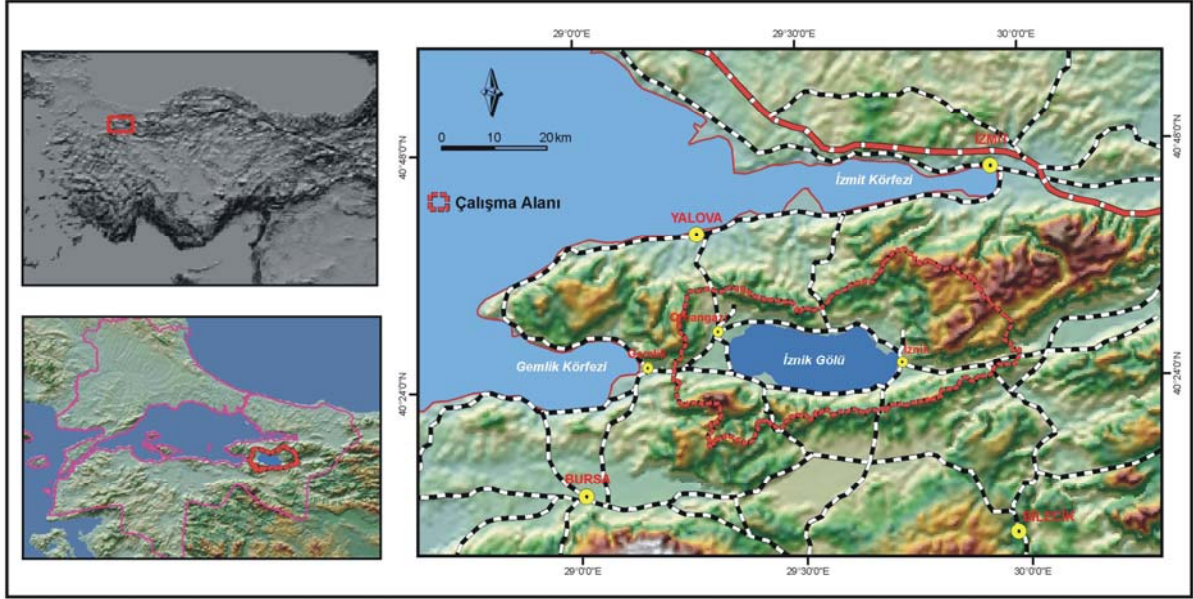 29°0'0"E
29°30'0"E
30°0'0"E
0 10 20 km
40°48'0"N
40°48'0"N
İZMİT
İzmit Körfezi
Çalışma Alanı
YALOVA
Orhangazi
Gemlik
İznik
İznik Gölü
Gemlik Körfezi
40°24'0"N
40°24'0"N
BURSA
BİLECİK
29°0'0"E
29°30'0"E
30°0'0"E